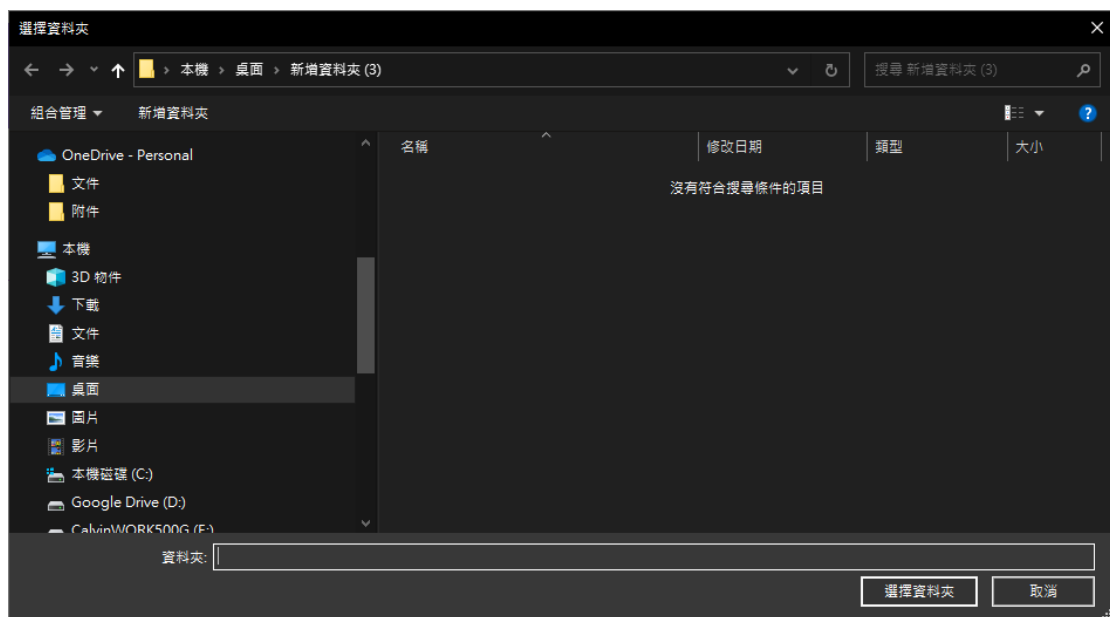 選擇資料夾
本機 > 桌面 > 新增資料夾 (3)
搜尋 新增資料夾 (3)
組合管理
新增資料夾
OneDrive - Personal
文件
附件
本機
3D 物件
下載
文件
音樂
桌面
圖片
影片
本機磁碟 (C:)
Google Drive (D:)
CalvinWORK500G (E:)
名稱
修改日期
類型
大小
沒有符合搜尋條件的項目
資料夾:
選擇資料夾
取消